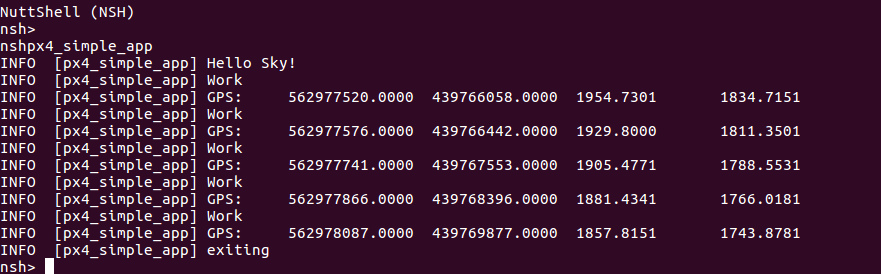 NuttShell (NSH)
nsh>
nshpx4_simple_app
INFO  [px4_simple_app] Hello Sky!
INFO  [px4_simple_app] Work
INFO  [px4_simple_app] GPS:     562977520.0000  439766058.0000  1954.7301       1834.7151
INFO  [px4_simple_app] Work
INFO  [px4_simple_app] GPS:     562977576.0000  439766442.0000  1929.8000       1811.3501
INFO  [px4_simple_app] Work
INFO  [px4_simple_app] GPS:     562977741.0000  439767553.0000  1905.4771       1788.5531
INFO  [px4_simple_app] Work
INFO  [px4_simple_app] GPS:     562977866.0000  439768396.0000  1881.4341       1766.0181
INFO  [px4_simple_app] Work
INFO  [px4_simple_app] GPS:     562978087.0000  439769877.0000  1857.8151       1743.8781
INFO  [px4_simple_app] exiting
nsh>